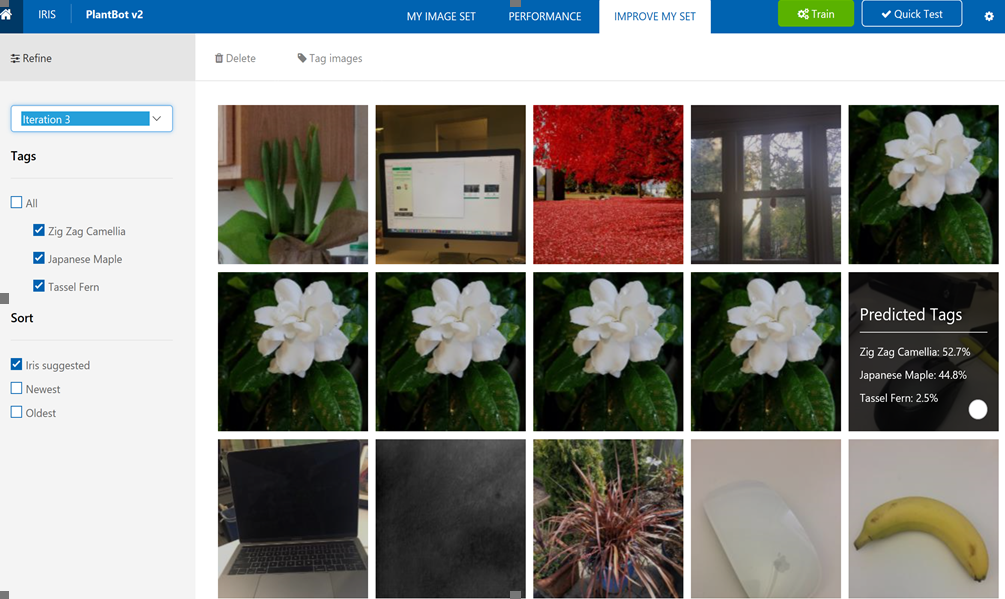 IRIS
PlantBot v2
MY IMAGE SET
PERFORMANCE
IMPROVE MY SET
Train
Quick Test
Refine
Delete
Tag images
Iteration 3
Tags
All
Zig Zag Camellia
Japanese Maple
Tassel Fern
Sort
Iris suggested
Newest
Oldest
Predicted Tags
Zig Zag Camellia: 52.7%
Japanese Maple: 44.8%
Tassel Fern: 2.5%